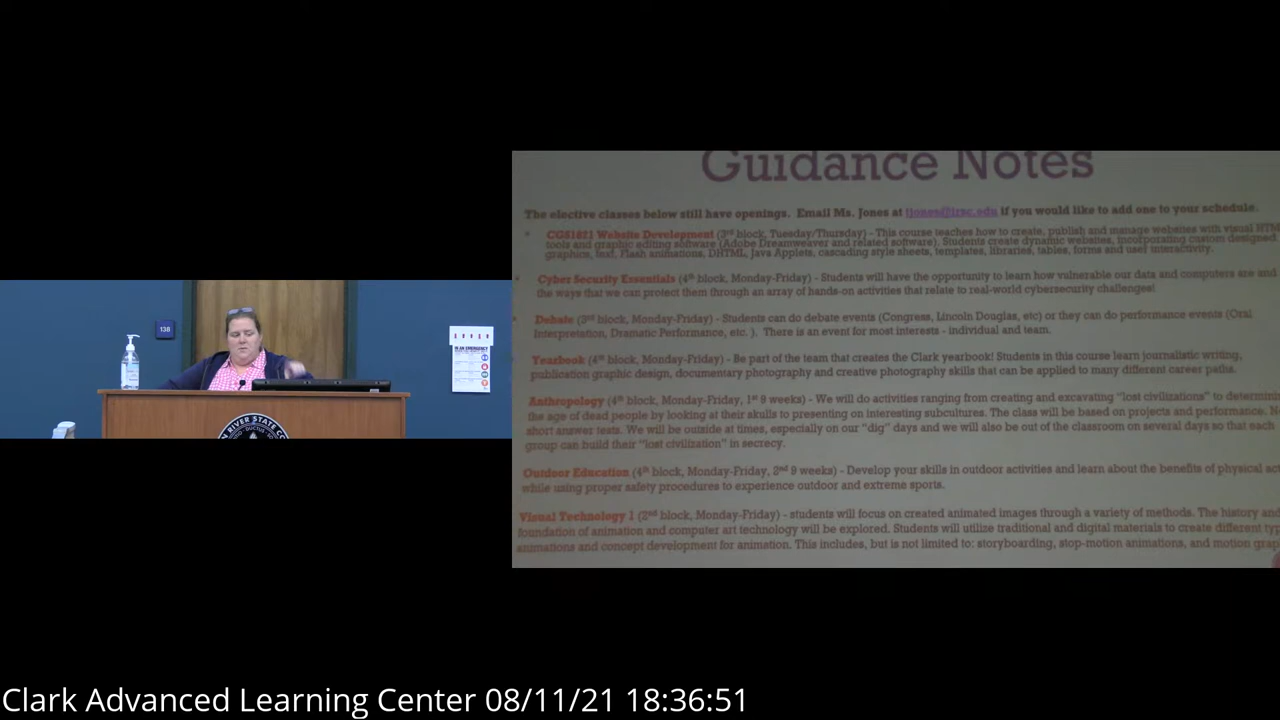 Guidance Notes
The elective classes below still have openings. Email Ms. Jones at tjones@irsc.edu if you would like to add one to your schedule.
CGS1821 Website Development (3rd block, Tuesday/Thursday) - This course teaches how to create, publish and manage websites with visual HTM
tools and graphic editing software (Adobe Dreamweaver and related software). Students create dynamic websites, incorporating custom designed
graphics, text, Flash animations, DHTML, Java Applets, cascading style sheets, templates, libraries, tables, forms and user interactivity.
Cyber Security Essentials (4th block, Monday-Friday) - Students will have the opportunity to learn how vulnerable our data and computers are and
the ways that we can protect them through an array of hands-on activities that relate to real-world cybersecurity challenges!
Debate (3rd block, Monday-Friday) - Students can do debate events (Congress, Lincoln Douglas, etc) or they can do performance events (Oral
Interpretation, Dramatic Performance, etc. ). There is an event for most interests - individual and team.
Yearbook (4th block, Monday-Friday) - Be part of the team that creates the Clark yearbook! Students in this course learn journalistic writing,
publication graphic design, documentary photography and creative photography skills that can be applied to many different career paths.
Anthropology (4th block, Monday-Friday, 1st 9 weeks) - We will do activities ranging from creating and excavating "lost civilizations" to determini
the age of dead people by looking at their skulls to presenting on interesting subcultures. The class will be based on projects and performance. N
short answer tests. We will be outside at times, especially on our "dig" days and we will also be out of the classroom on several days so that each
group can build their "lost civilization" in secrecy.
Outdoor Education (4th block, Monday-Friday, 2nd 9 weeks) - Develop your skills in outdoor activities and learn about the benefits of physical act
while using proper safety procedures to experience outdoor and extreme sports.
Visual Technology 1 (2nd block, Monday-Friday) - students will focus on created animated images through a variety of methods. The history and
foundation of animation and computer art technology will be explored. Students will utilize traditional and digital materials to create different typ
animations and concept development for animation. This includes, but is not limited to: storyboarding, stop-motion animations, and motion grap
138
IN AN EMERGENCY
N RIVER STATE CO
Clark Advanced Learning Center 08/11/21 18:36:51